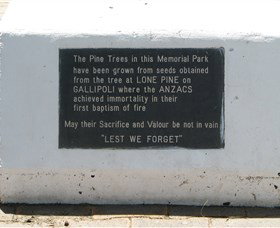 The Pine Trees in this Memorial Park
have been grown from seeds obtained
from the tree at LONE PINE on
GALLIPOLI where the ANZACS
achieved immortality in their
first baptism of fire
May their Sacrifice and Valour be not in vain
"LEST WE FORGET"